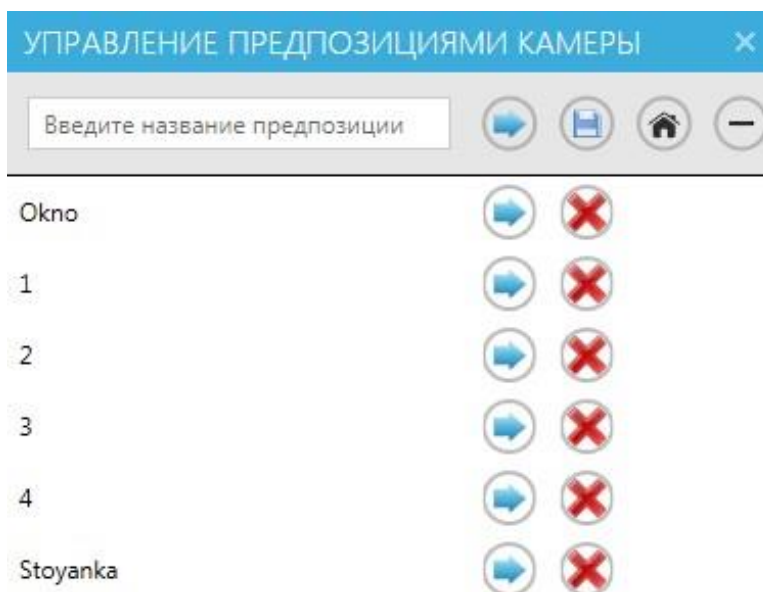 УПРАВЛЕНИЕ ПРЕДПОЗИЦИЯМИ КАМЕРЫ
Введите название предпозиции
Okno
1
2
3
4
Stoyanka